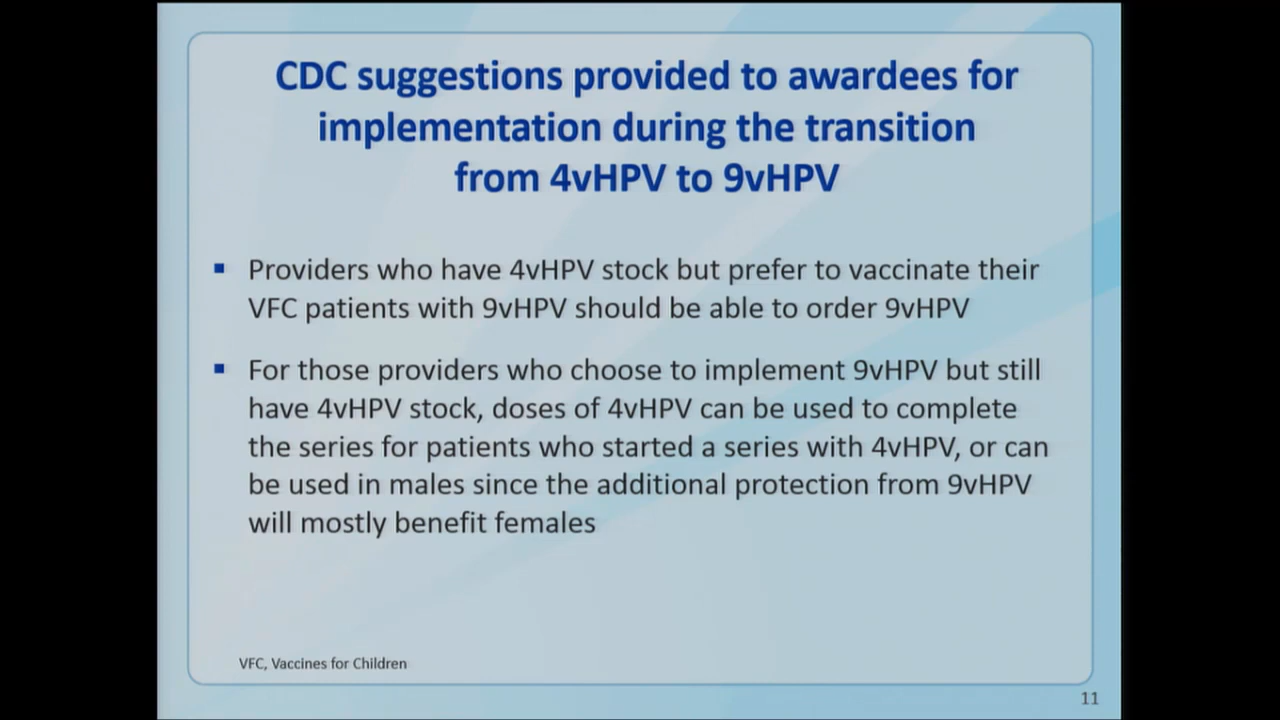 CDC suggestions provided to awardees for
implementation during the transition
from 4vHPV to 9vHPV
▪ Providers who have 4vHPV stock but prefer to vaccinate their
VFC patients with 9vHPV should be able to order 9vHPV
▪ For those providers who choose to implement 9vHPV but still
have 4vHPV stock, doses of 4vHPV can be used to complete
the series for patients who started a series with 4vHPV, or can
be used in males since the additional protection from 9vHPV
will mostly benefit females
VFC, Vaccines for Children
11